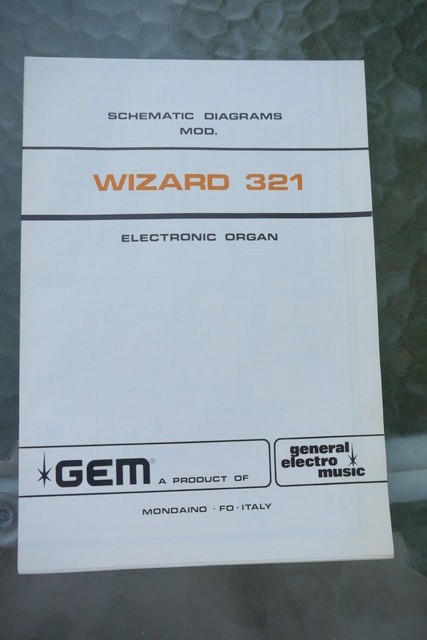 SCHEMATIC DIAGRAMS
MOD.
WIZARD 321
ELECTRONIC ORGAN
GEM® A PRODUCT OF
general
electro
music
MONDAINO · FO · ITALY